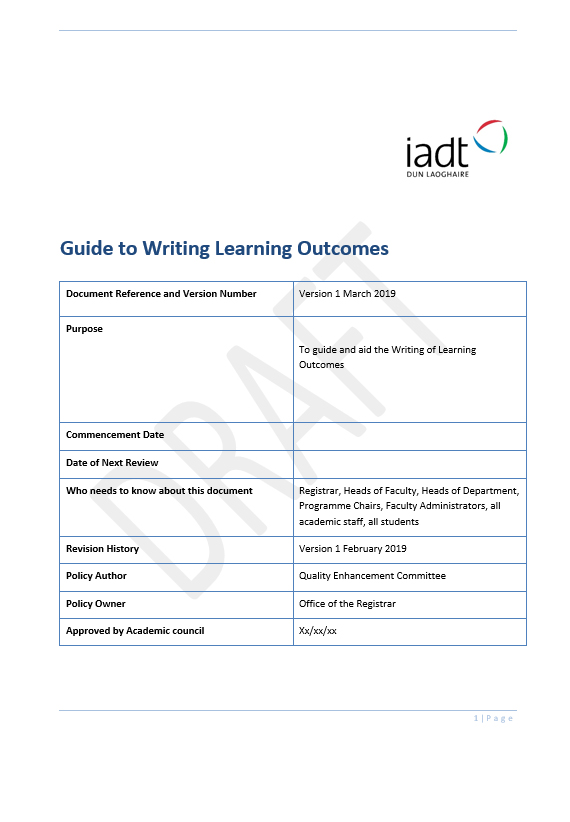 iadt
DUN LAOGHAIRE
Guide to Writing Learning Outcomes
DRAFT
Document Reference and Version Number
Version 1 March 2019
Purpose
To guide and aid the Writing of Learning
Outcomes
Commencement Date
Date of Next Review
Who needs to know about this document
Registrar, Heads of Faculty, Heads of Department,
Programme Chairs, Faculty Administrators, all
academic staff, all students
Revision History
Version 1 February 2019
Policy Author
Quality Enhancement Committee
Policy Owner
Office of the Registrar
Approved by Academic council
Xx/xx/xx
1 | P a g e